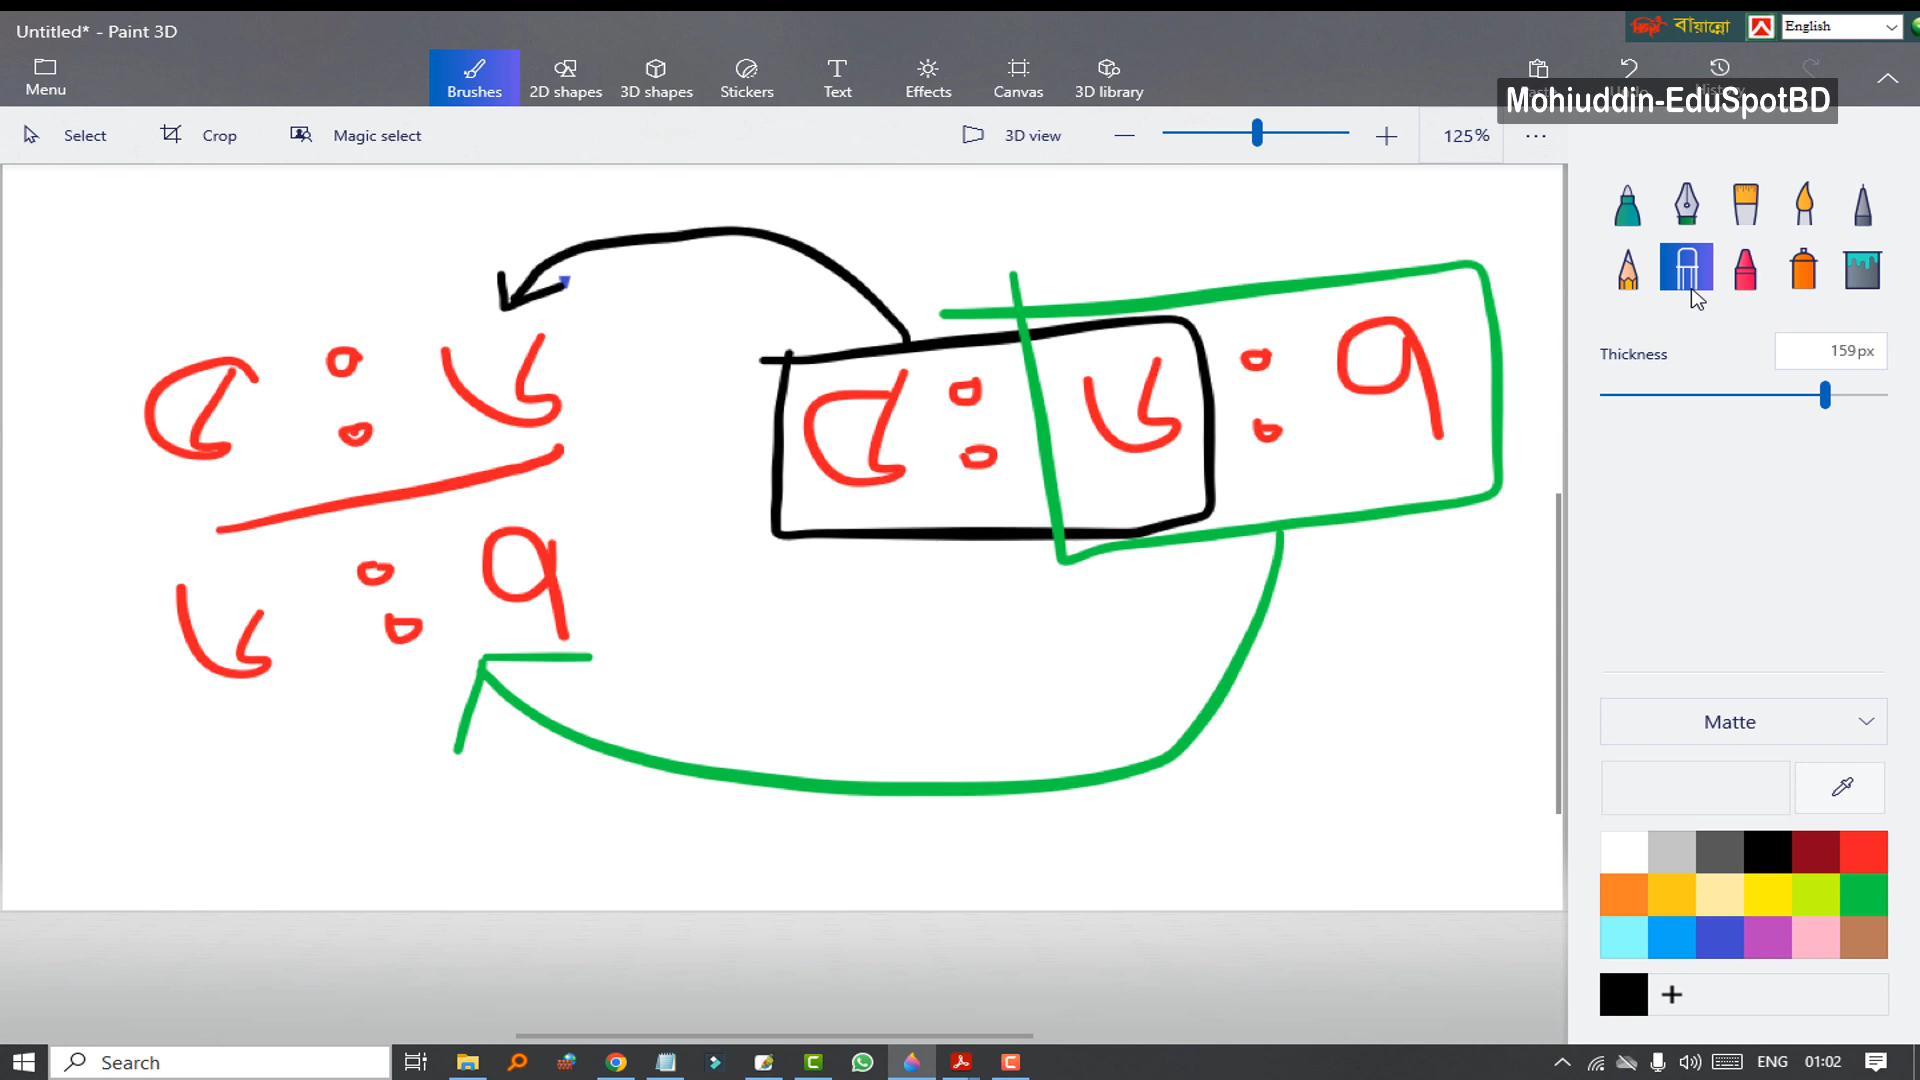 Untitled* - Paint 3D
বায়ান্নো
English
Menu
Brushes
2D shapes
3D shapes
Stickers
Text
Effects
Canvas
3D library
Mohiuddin-EduSpotBD
Select
Crop
Magic select
3D view
125%
৫ : ৬
৬ : ৭
৫ : ৬ : ৭
Thickness
159px
Matte
Search
ENG
01:02